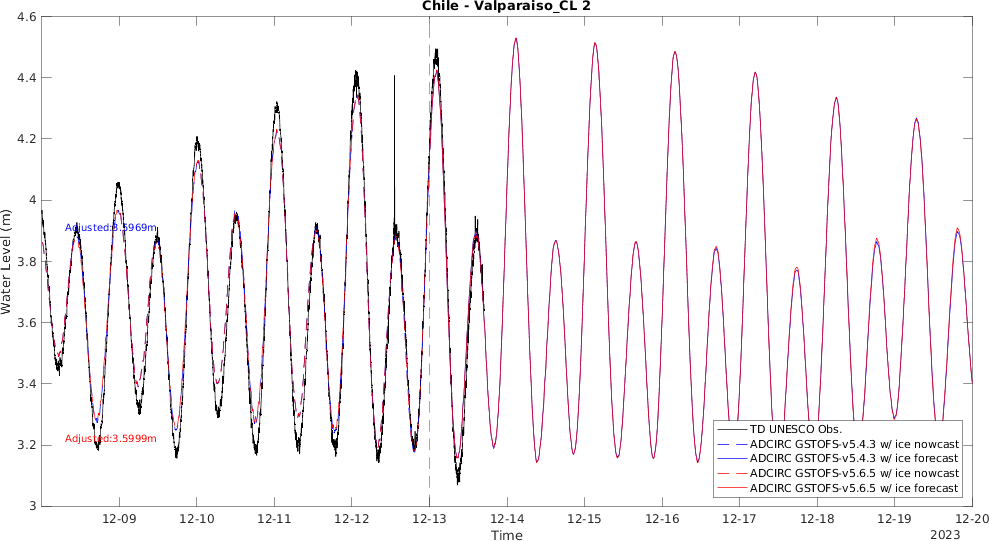 Chile - Valparaiso_CL 2
4.6
4.4
4.2
4
3.8
3.6
3.4
3.2
3
Water Level (m)
Adjusted:3.5969m
Adjusted:3.5999m
TD UNESCO Obs.
ADCIRC GSTOFS-v5.4.3 w/ ice nowcast
ADCIRC GSTOFS-v5.4.3 w/ ice forecast
ADCIRC GSTOFS-v5.6.5 w/ ice nowcast
ADCIRC GSTOFS-v5.6.5 w/ ice forecast
12-09 12-10 12-11 12-12 12-13 12-14 12-15 12-16 12-17 12-18 12-19 12-20
Time
2023